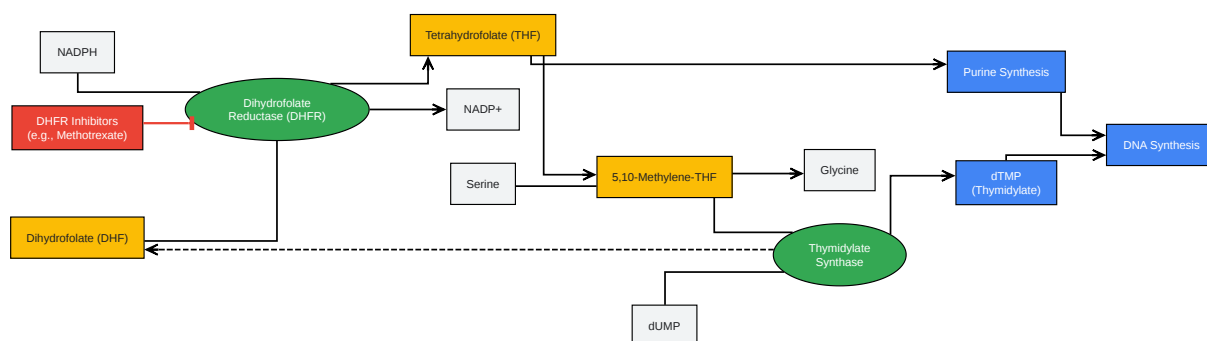 Tetrahydrofolate (THF)
NADPH
Purine Synthesis
Dihydrofolate
Reductase (DHFR)
NADP+
DHFR Inhibitors
(e.g., Methotrexate)
DNA Synthesis
Serine
5,10-Methylene-THF
Glycine
dTMP
(Thymidylate)
Dihydrofolate (DHF)
Thymidylate
Synthase
dUMP